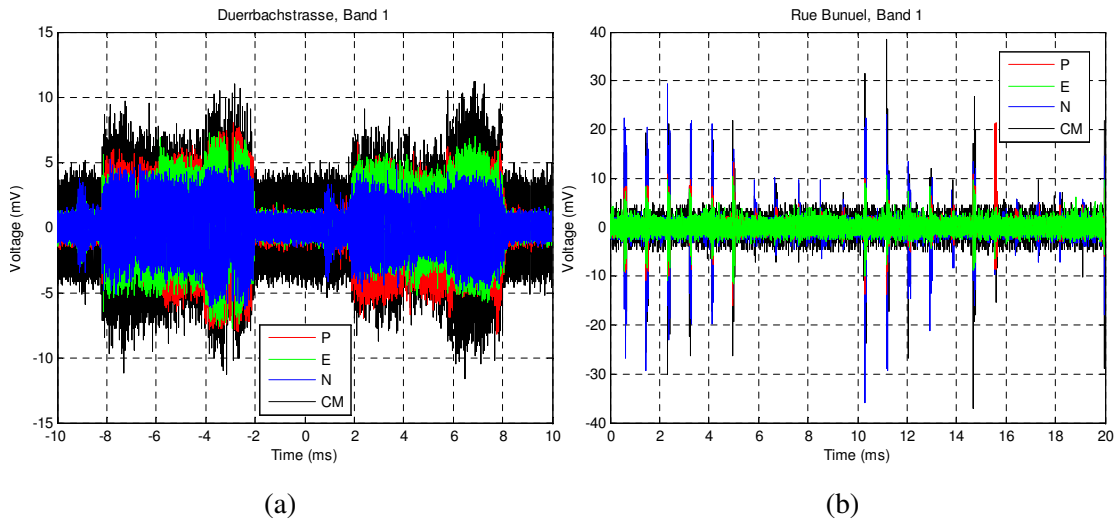 Duerrbachstrasse, Band 1
15
10
5
0
-5
-10
-15
Voltage (mV)
P
E
N
CM
-10 -8 -6 -4 -2 0 2 4 6 8 10
Time (ms)
(a)
Rue Bunuel, Band 1
40
30
20
10
0
-10
-20
-30
-40
Voltage (mV)
P
E
N
CM
0 2 4 6 8 10 12 14 16 18 20
Time (ms)
(b)